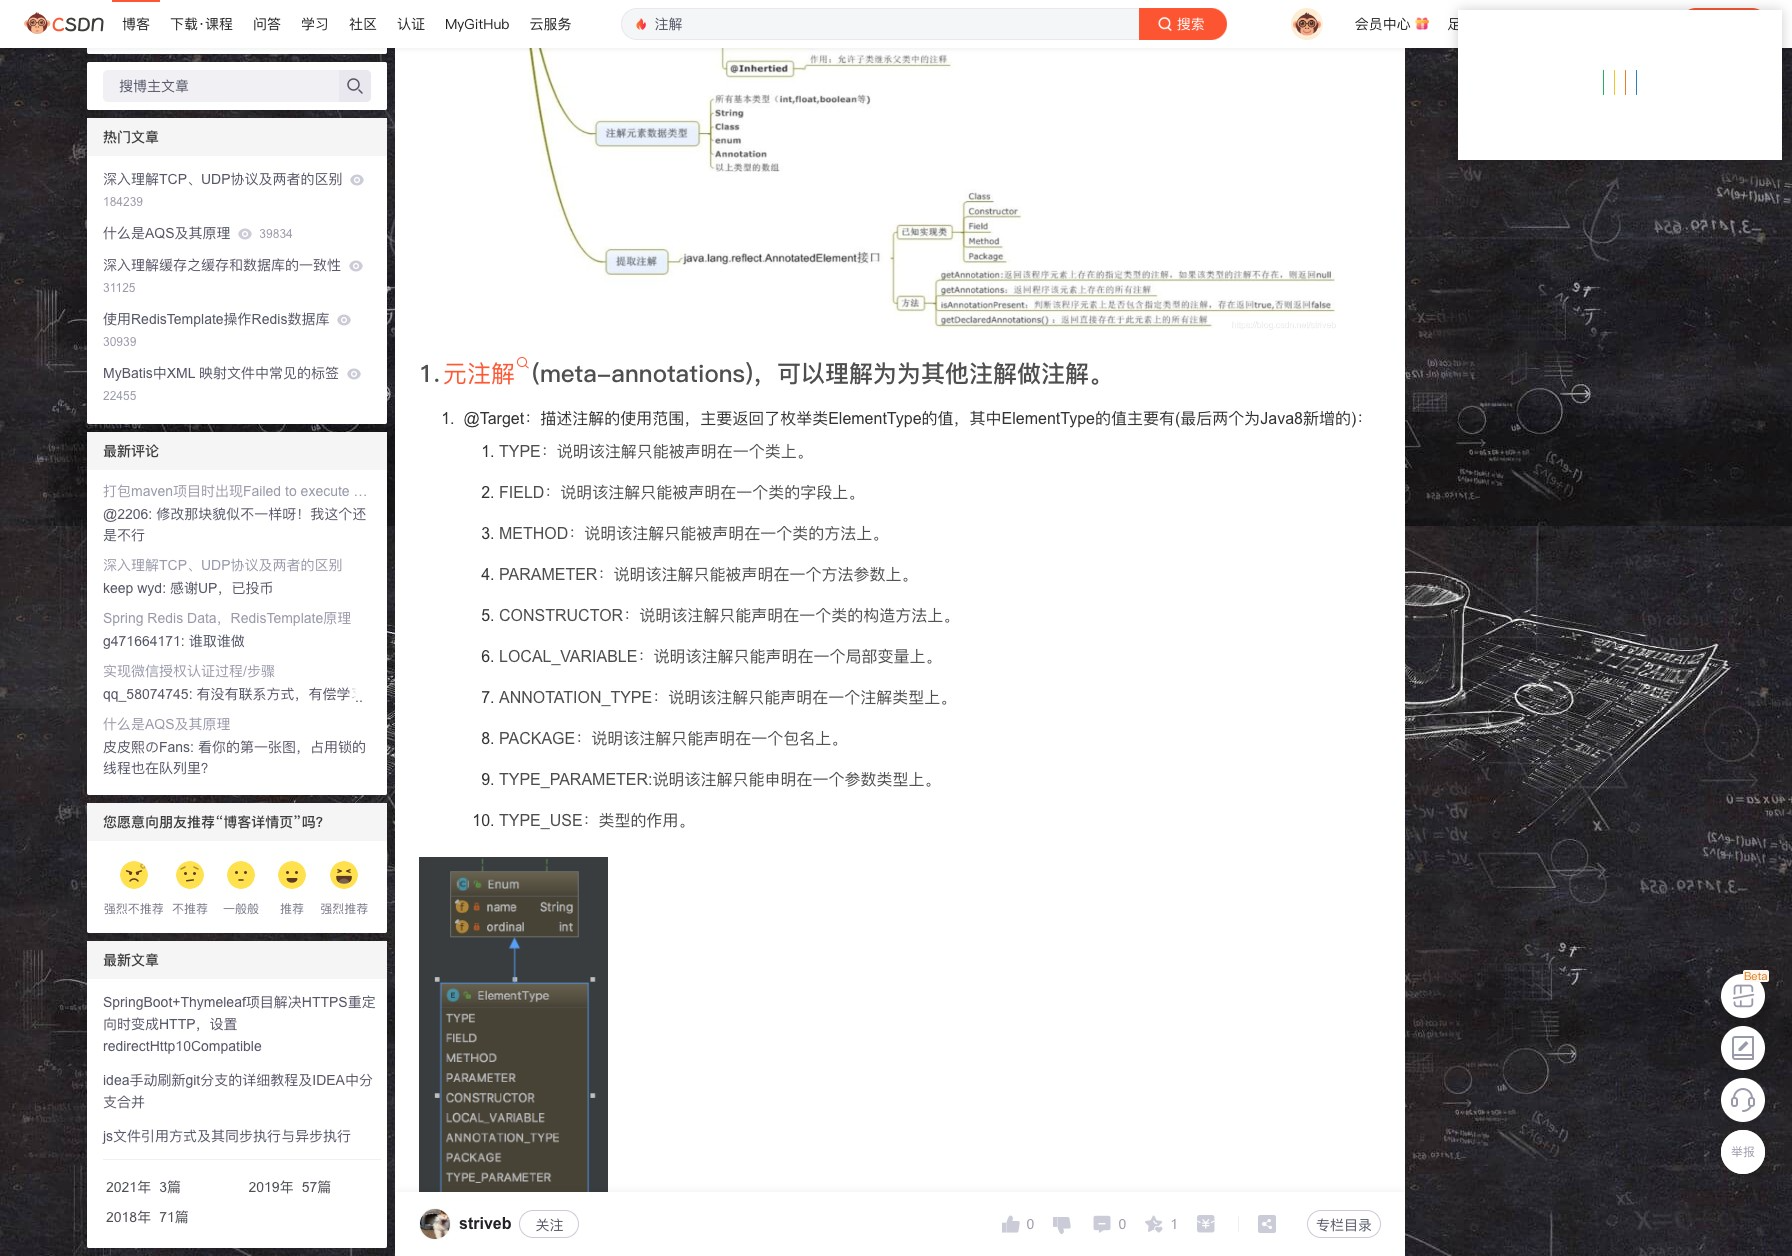 CSDN 博客 下载·课程 问答 学习 社区 认证 MyGitHub 云服务 注解 搜索 会员中心
搜博主文章
热门文章
深入理解TCP、UDP协议及两者的区别
184239
什么是AQS及其原理 39834
深入理解缓存之缓存和数据库的一致性
31125
使用RedisTemplate操作Redis数据库
30939
MyBatis中XML 映射文件中常见的标签
22455
最新评论
打包maven项目时出现Failed to execute …
@2206: 修改那块貌似不一样呀！我这个还
是不行
深入理解TCP、UDP协议及两者的区别
keep wyd: 感谢UP，已投币
Spring Redis Data，RedisTemplate原理
g471664171: 谁取谁做
实现微信授权认证过程/步骤
qq_58074745: 有没有联系方式，有偿学..
什么是AQS及其原理
皮皮熙のFans: 看你的第一张图，占用锁的
线程也在队列里?
您愿意向朋友推荐“博客详情页”吗?
强烈不推荐 不推荐 一般般 推荐 强烈推荐
最新文章
SpringBoot+Thymeleaf项目解决HTTPS重定
向时变成HTTP，设置
redirectHttp10Compatible
idea手动刷新git分支的详细教程及IDEA中分
支合并
js文件引用方式及其同步执行与异步执行
2021年 3篇 2019年 57篇
2018年 71篇
@Inhertied 作用：允许子类继承父类中的注释
注解元素数据类型
所有基本类型（int,float,boolean等)
String
Class
enum
Annotation
以上类型的数组
提取注解 java.lang.reflect.AnnotatedElement接口
已知实现类
Class
Constructor
Field
Method
Package
方法
getAnnotation:返回该程序元素上存在的指定类型的注解，如果该类型的注解不存在，则返回null
getAnnotations：返回程序该元素上存在的所有注解
isAnnotationPresent：判断该程序元素上是否包含指定类型的注解，存在返回true,否则返回false
getDeclaredAnnotations()：返回直接存在于此元素上的所有注解
1.元注解(meta-annotations)，可以理解为为其他注解做注解。
1. @Target：描述注解的使用范围，主要返回了枚举类ElementType的值，其中ElementType的值主要有(最后两个为Java8新增的)：
1. TYPE：说明该注解只能被声明在一个类上。
2. FIELD：说明该注解只能被声明在一个类的字段上。
3. METHOD：说明该注解只能被声明在一个类的方法上。
4. PARAMETER：说明该注解只能被声明在一个方法参数上。
5. CONSTRUCTOR：说明该注解只能声明在一个类的构造方法上。
6. LOCAL_VARIABLE：说明该注解只能声明在一个局部变量上。
7. ANNOTATION_TYPE：说明该注解只能声明在一个注解类型上。
8. PACKAGE：说明该注解只能声明在一个包名上。
9. TYPE_PARAMETER:说明该注解只能申明在一个参数类型上。
10. TYPE_USE：类型的作用。
Enum
name String
ordinal int
ElementType
TYPE
FIELD
METHOD
PARAMETER
CONSTRUCTOR
LOCAL_VARIABLE
ANNOTATION_TYPE
PACKAGE
TYPE_PARAMETER
striveb 关注 0 0 1 专栏目录
Beta
举报